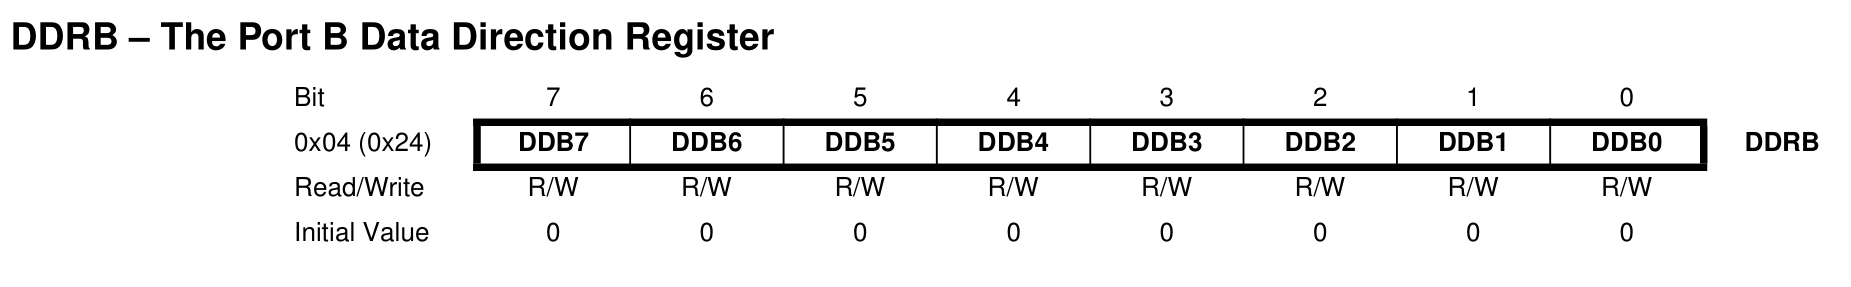 DDRB – The Port B Data Direction Register
Bit 7 6 5 4 3 2 1 0
0x04 (0x24) DDB7 DDB6 DDB5 DDB4 DDB3 DDB2 DDB1 DDB0 DDRB
Read/Write R/W R/W R/W R/W R/W R/W R/W R/W
Initial Value 0 0 0 0 0 0 0 0